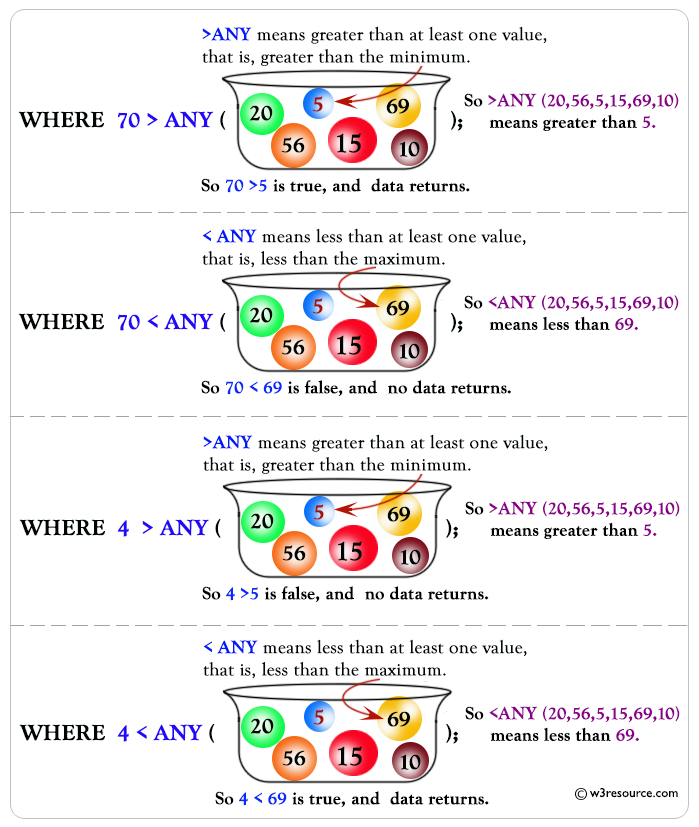 >ANY means greater than at least one value,
that is, greater than the minimum.
WHERE 70 > ANY (
20
5
69
56
15
10
);
So >ANY (20,56,5,15,69,10)
means greater than 5.
So 70 >5 is true, and data returns.
< ANY means less than at least one value,
that is, less than the maximum.
WHERE 70 < ANY (
20
5
69
56
15
10
);
So <ANY (20,56,5,15,69,10)
means less than 69.
So 70 < 69 is false, and no data returns.
>ANY means greater than at least one value,
that is, greater than the minimum.
WHERE 4 > ANY (
20
5
69
56
15
10
);
So >ANY (20,56,5,15,69,10)
means greater than 5.
So 4 >5 is false, and no data returns.
< ANY means less than at least one value,
that is, less than the maximum.
WHERE 4 < ANY (
20
5
69
56
15
10
);
So <ANY (20,56,5,15,69,10)
means less than 69.
So 4 < 69 is true, and data returns.
© w3resource.com